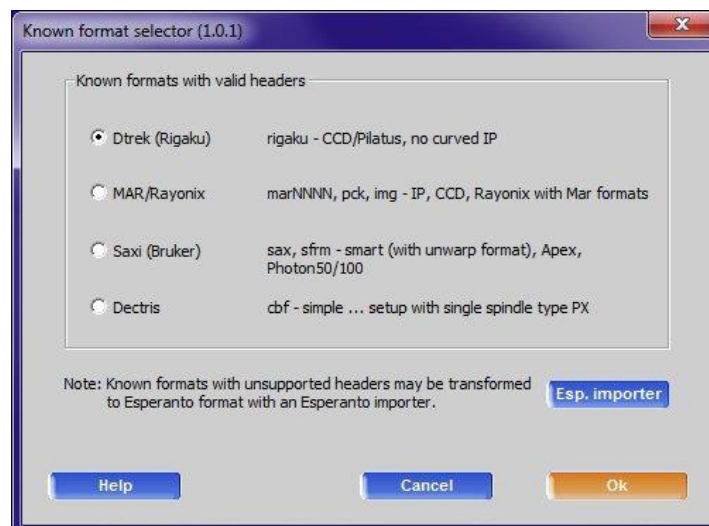 Known format selector (1.0.1)
Known formats with valid headers
Dtrek (Rigaku) rigaku - CCD/Pilatus, no curved IP
MAR/Rayonix marNNNN, pck, img - IP, CCD, Rayonix with Mar formats
Saxi (Bruker) sax, sfrm - smart (with unwarp format), Apex,
Photon50/100
Dectris cbf - simple ... setup with single spindle type PX
Note: Known formats with unsupported headers may be transformed
to Esperanto format with an Esperanto importer.
Esp. importer
Help Cancel Ok